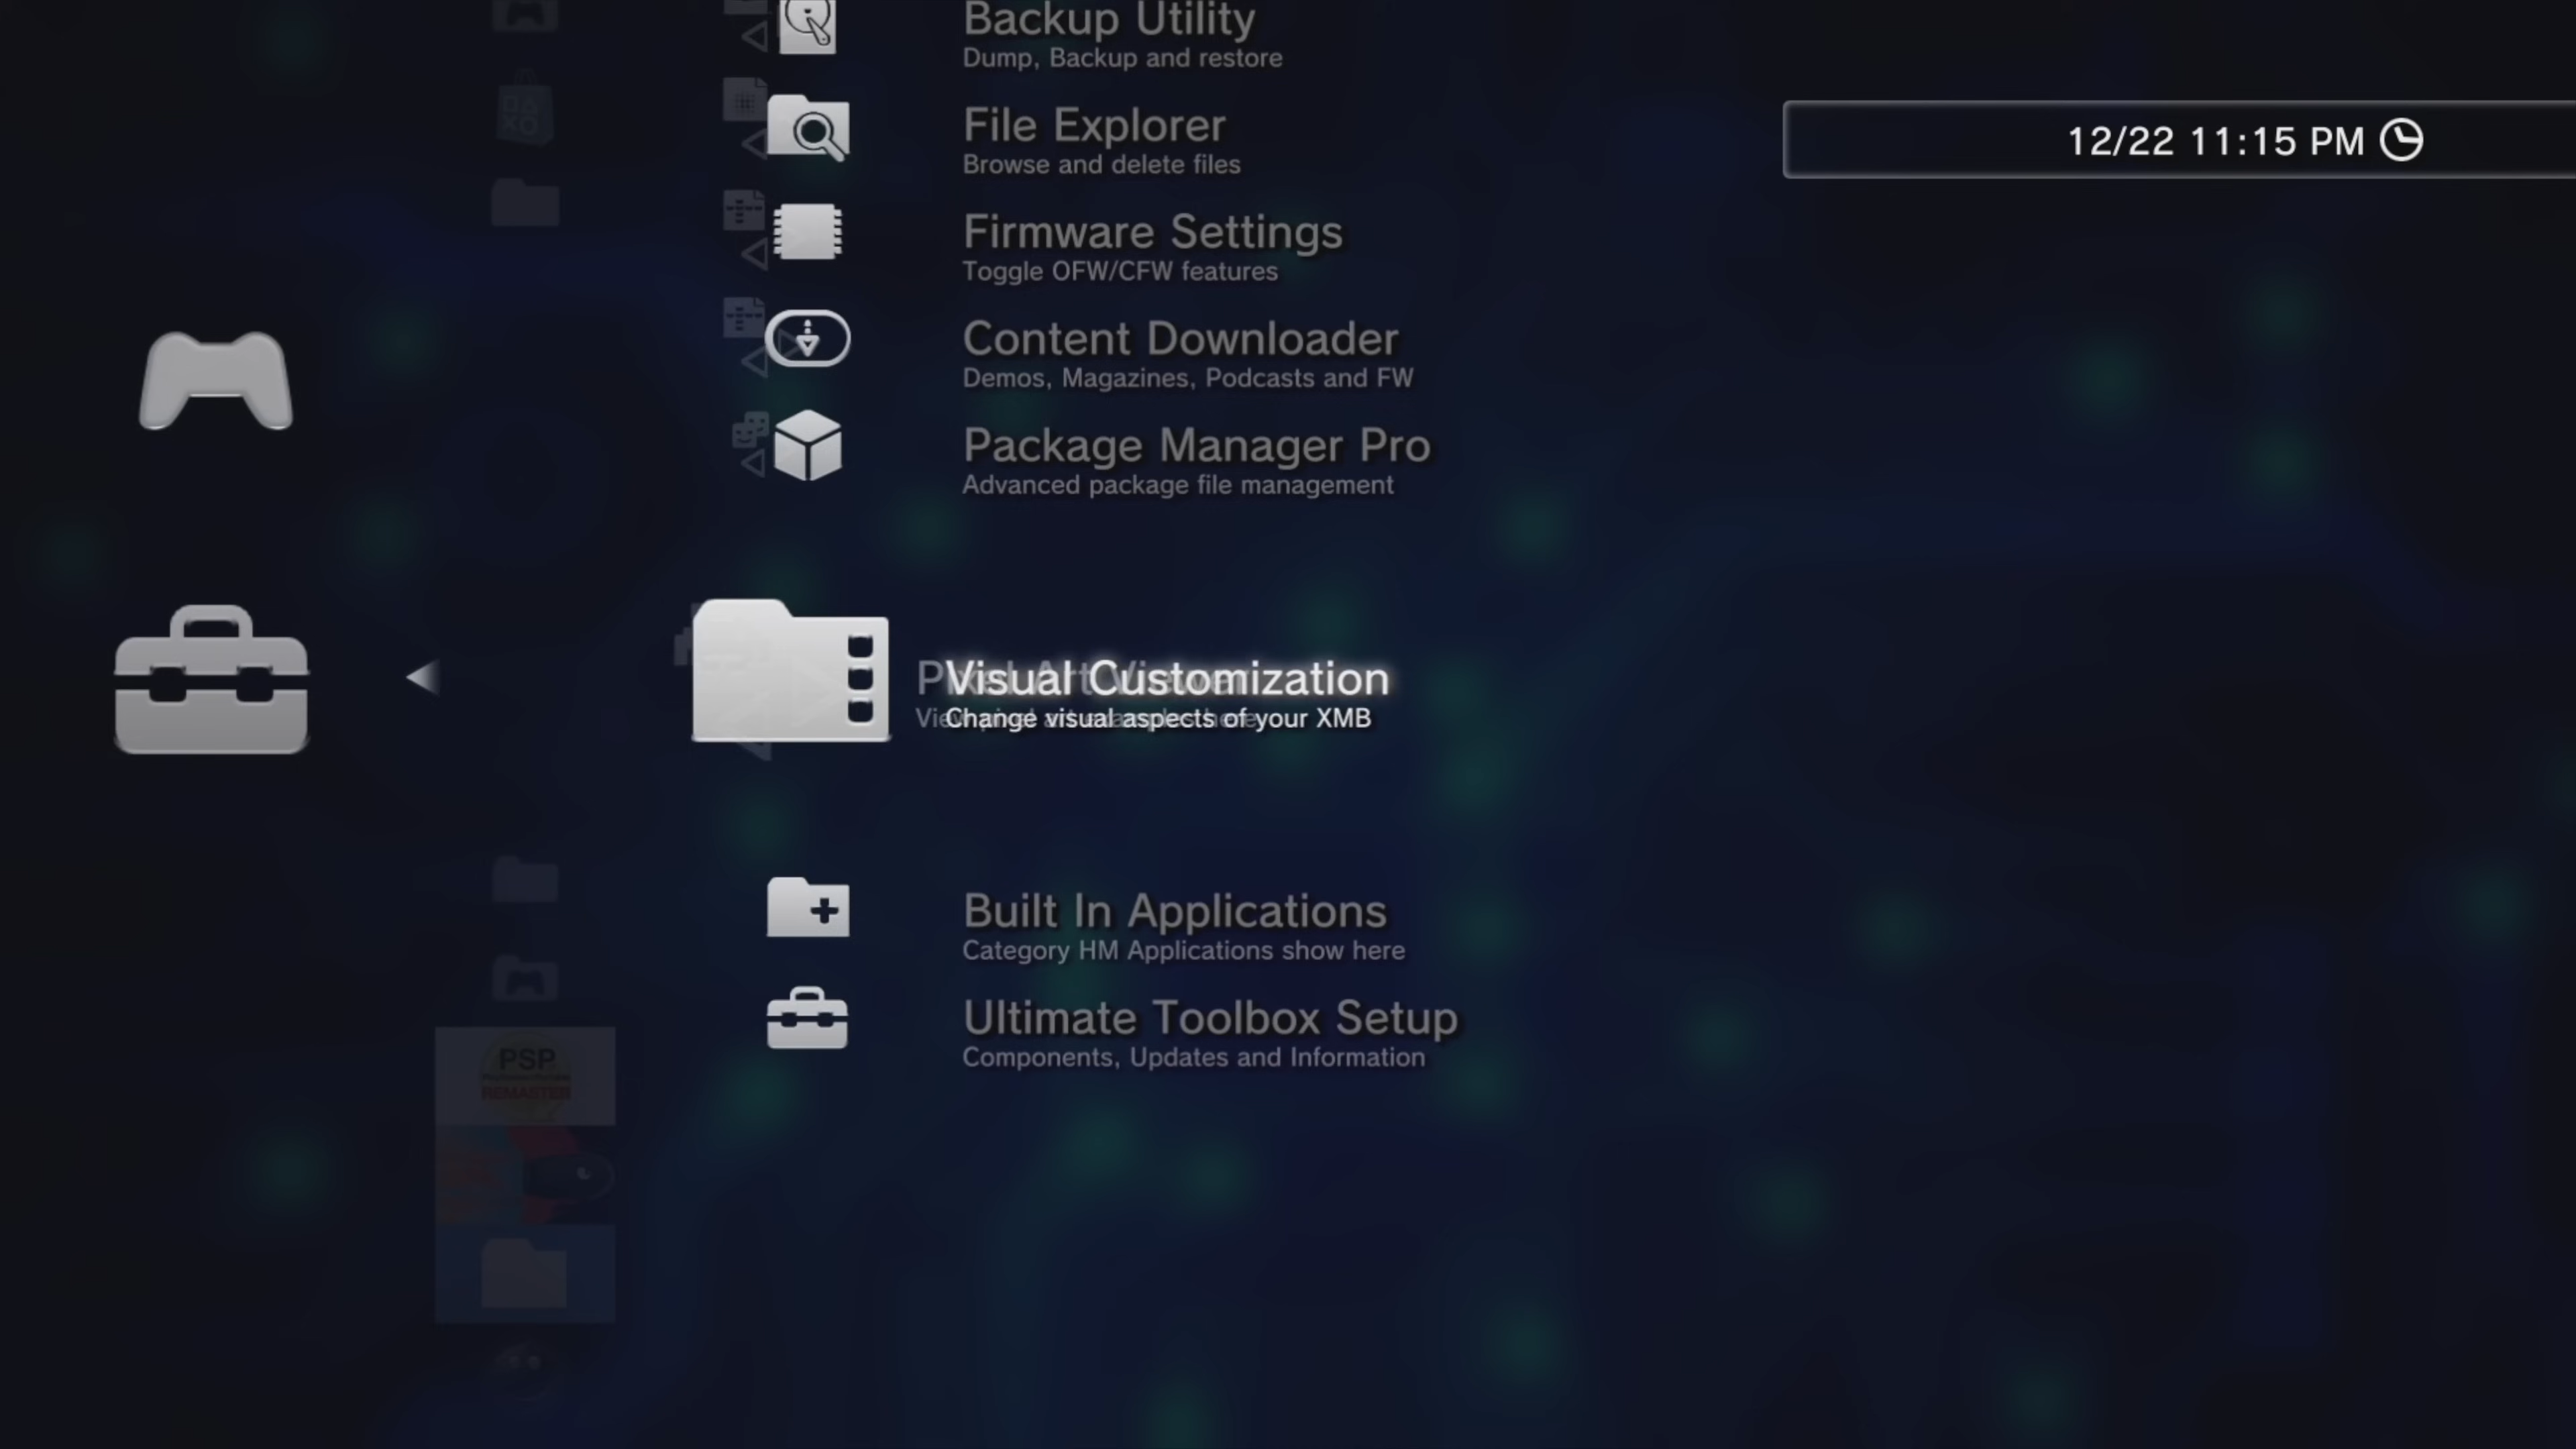 Backup Utility
Dump, Backup and restore
File Explorer
Browse and delete files
12/22 11:15 PM
Firmware Settings
Toggle OFW/CFW features
Content Downloader
Demos, Magazines, Podcasts and FW
Package Manager Pro
Advanced package file management
Visual Customization
Change visual aspects of your XMB
Built In Applications
Category HM Applications show here
Ultimate Toolbox Setup
Components, Updates and Information
PSP
REMASTER